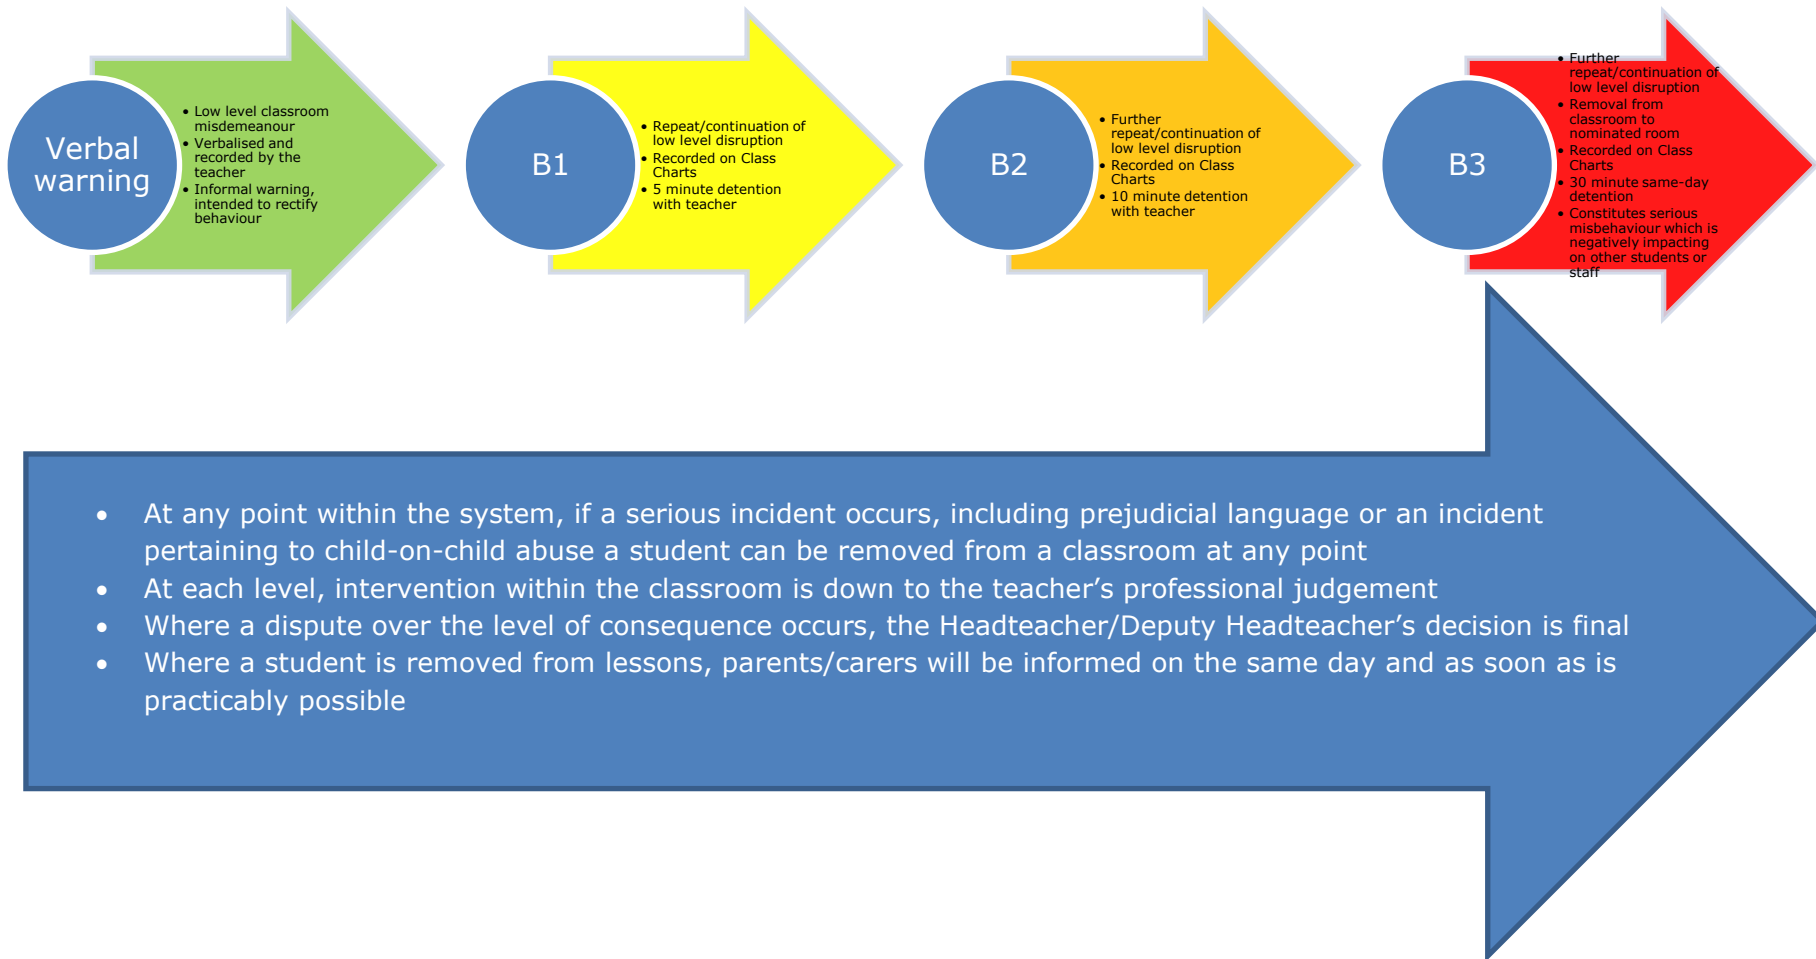 Verbal
warning
• Low level classroom
misdemeanour
• Verbalised and
recorded by the
teacher
• Informal warning,
intended to rectify
behaviour
B1
• Repeat/continuation of
low level disruption
• Recorded on Class
Charts
• 5 minute detention
with teacher
B2
• Further
repeat/continuation of
low level disruption
• Recorded on Class
Charts
• 10 minute detention
with teacher
B3
• Further
repeat/continuation of
low level disruption
• Removal from
classroom to
nominated room
• Recorded on Class
Charts
• 30 minute same-day
detention
• Constitutes serious
misbehaviour which is
negatively impacting
on other students or
staff
• At any point within the system, if a serious incident occurs, including prejudicial language or an incident
pertaining to child-on-child abuse a student can be removed from a classroom at any point
• At each level, intervention within the classroom is down to the teacher’s professional judgement
• Where a dispute over the level of consequence occurs, the Headteacher/Deputy Headteacher’s decision is final
• Where a student is removed from lessons, parents/carers will be informed on the same day and as soon as is
practicably possible